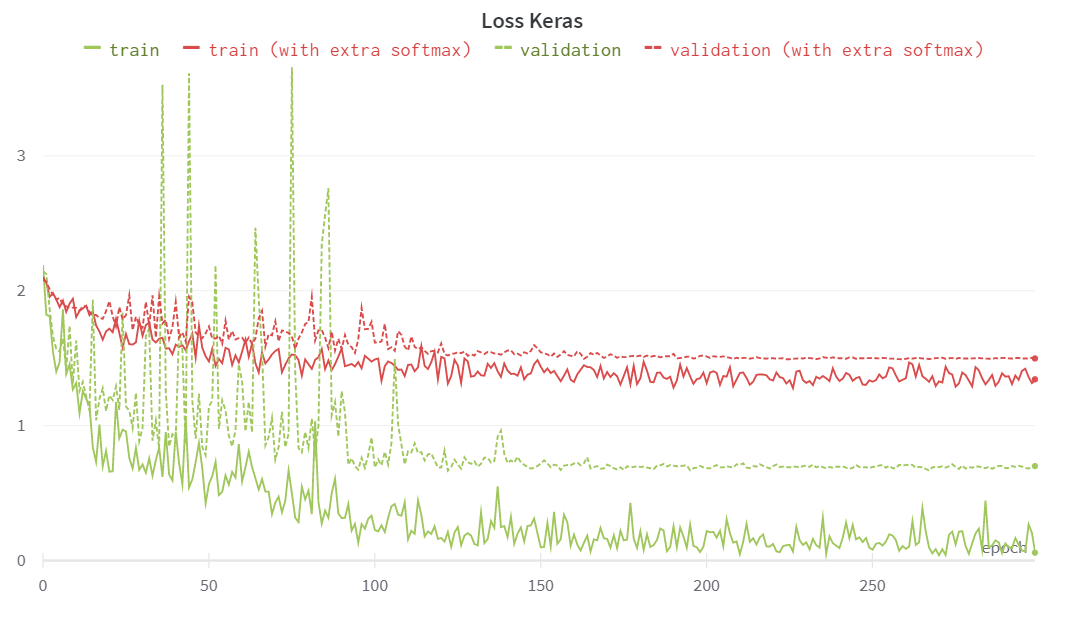 Loss Keras
train train (with extra softmax) validation validation (with extra softmax)
3
2
1
0
epoch
0 50 100 150 200 250